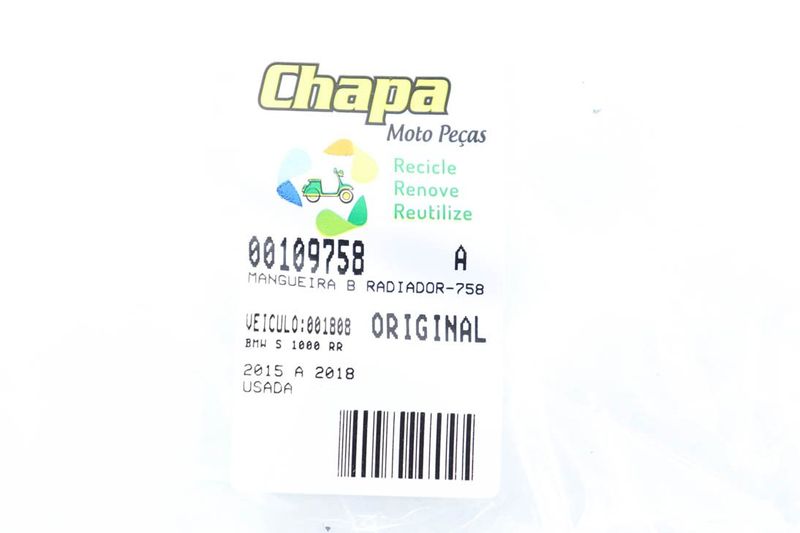 Chapa
Moto Peças
Recicle
Renove
Reutilize
00109758 A
MANGUEIRA B RADIADOR-758
VEICULO:001808 ORIGINAL
BMW S 1000 RR
2015 A 2018
USADA